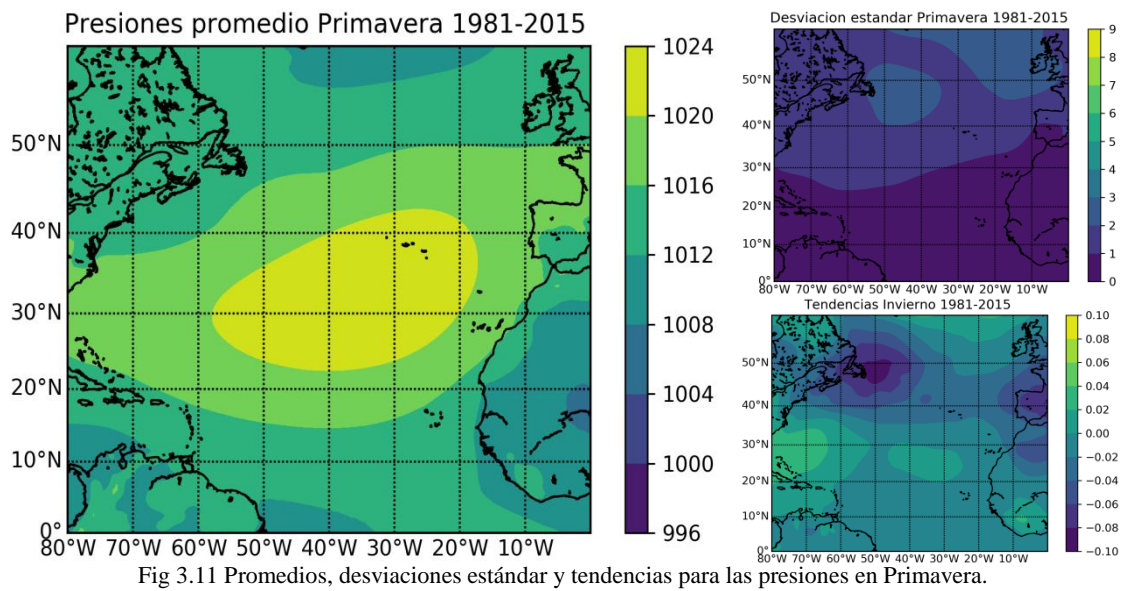 Presiones promedio Primavera 1981-2015
50°N
40°N
30°N
20°N
10°N
0°
80°W 70°W 60°W 50°W 40°W 30°W 20°W 10°W
1024
1020
1016
1012
1008
1004
1000
996
Desviacion estandar Primavera 1981-2015
50°N
40°N
30°N
20°N
10°N
0°
80°W 70°W 60°W 50°W 40°W 30°W 20°W 10°W
9
8
7
6
5
4
3
2
1
0
Tendencias Invierno 1981-2015
50°N
40°N
30°N
20°N
10°N
0°
80°W 70°W 60°W 50°W 40°W 30°W 20°W 10°W
0.10
0.08
0.06
0.04
0.02
0.00
−0.02
−0.04
−0.06
−0.08
−0.10
Fig 3.11 Promedios, desviaciones estándar y tendencias para las presiones en Primavera.